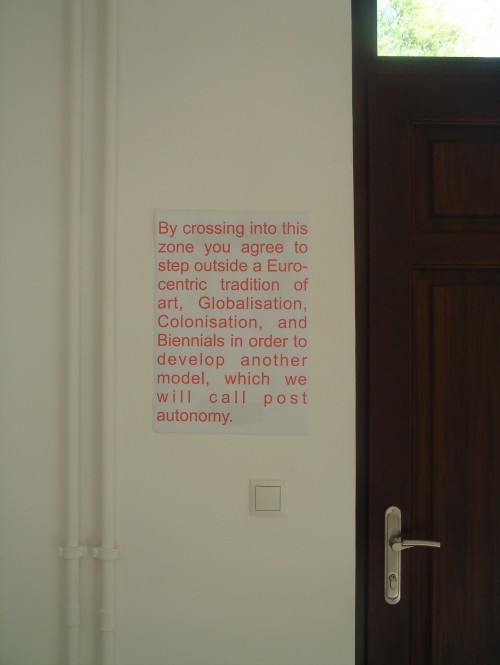 By crossing into this
zone you agree to
step outside a Euro-
centric tradition of
art, Globalisation,
Colonisation, and
Biennials in order to
develop another
model, which we
will call post
autonomy.